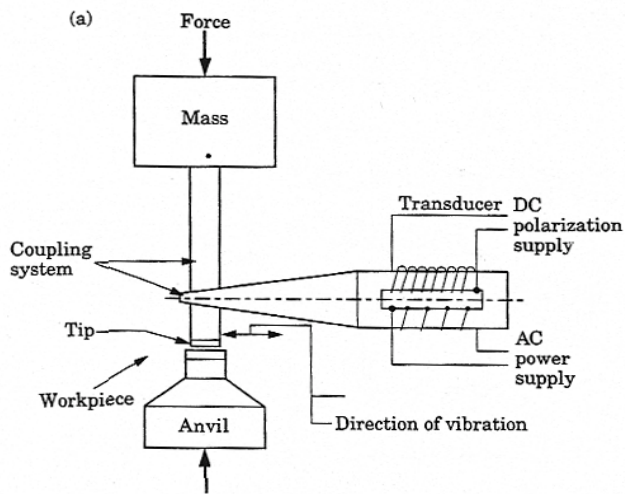 (a)
Force
Mass
Transducer DC
polarization
supply
Coupling
system
Tip
AC
power
supply
Workpiece
Anvil
Direction of vibration